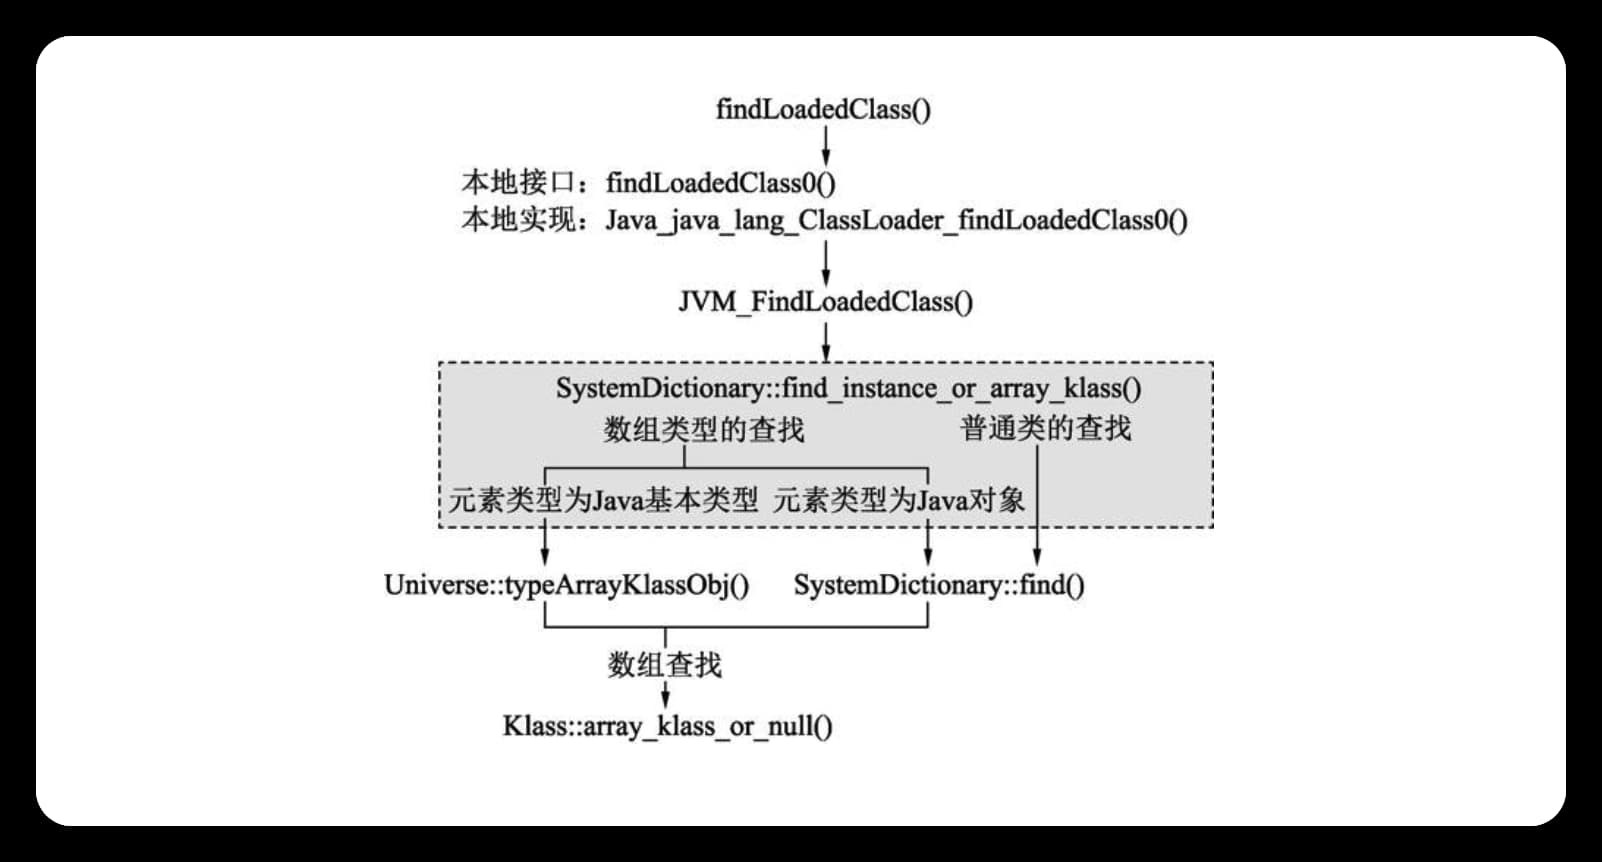 findLoadedClass()
本地接口：findLoadedClass0()
本地实现：Java_java_lang_ClassLoader_findLoadedClass0()
JVM_FindLoadedClass()
SystemDictionary::find_instance_or_array_klass()
数组类型的查找 普通类的查找
元素类型为Java基本类型 元素类型为Java对象
Universe::typeArrayKlassObj() SystemDictionary::find()
数组查找
Klass::array_klass_or_null()